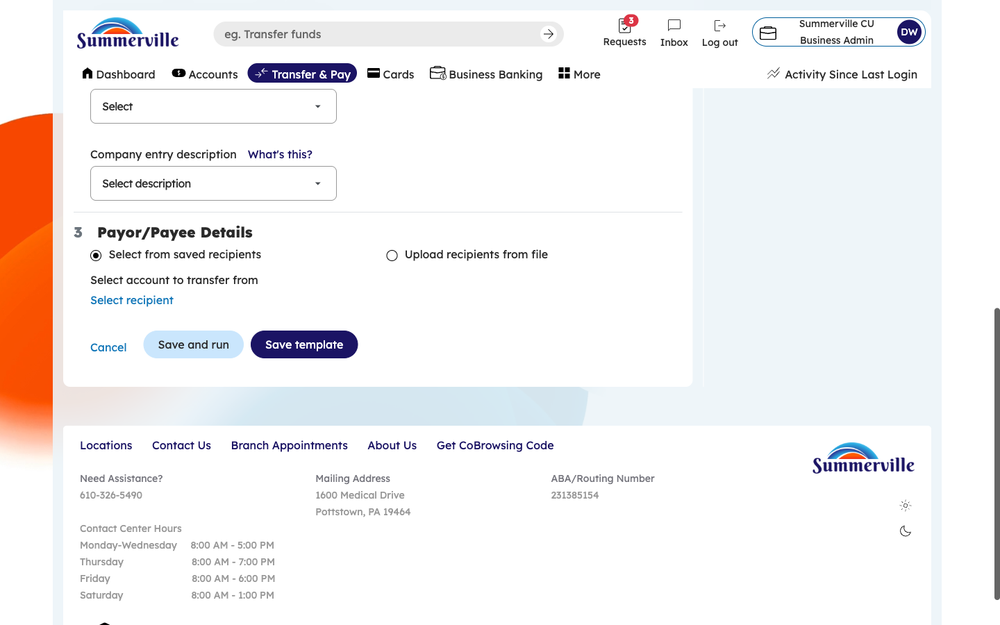 Summerville
eg. Transfer funds
3
Requests
Inbox
Log out
Summerville CU
Business Admin
DW
Dashboard
Accounts
Transfer & Pay
Cards
Business Banking
More
Activity Since Last Login
Select
Company entry description What's this?
Select description
3 Payor/Payee Details
Select from saved recipients
Upload recipients from file
Select account to transfer from
Select recipient
Cancel
Save and run
Save template
Locations
Contact Us
Branch Appointments
About Us
Get CoBrowsing Code
Summerville
Need Assistance?
610-326-5490
Mailing Address
1600 Medical Drive
Pottstown, PA 19464
ABA/Routing Number
231385154
Contact Center Hours
Monday-Wednesday 8:00 AM - 5:00 PM
Thursday 8:00 AM - 7:00 PM
Friday 8:00 AM - 6:00 PM
Saturday 8:00 AM - 1:00 PM